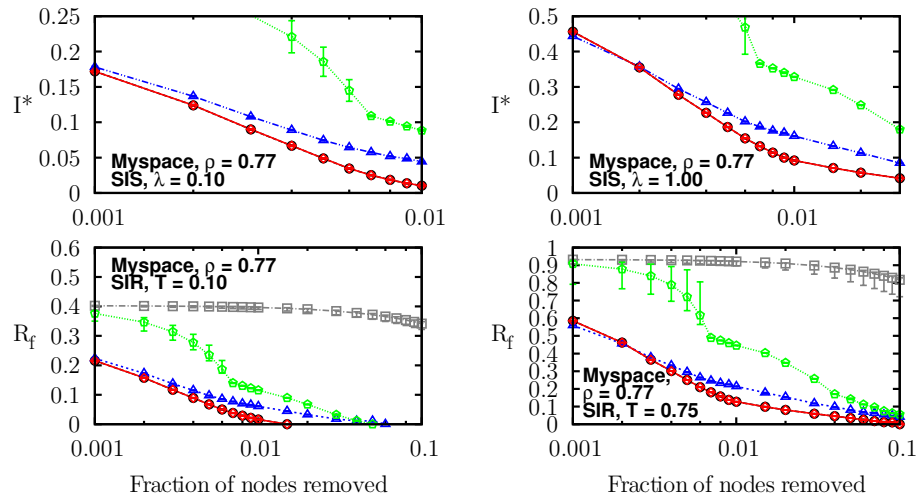 0.25
0.2
0.15
0.10
0.05
0
I*
Myspace, ρ = 0.77
SIS, λ = 0.10
0.001
0.01
0.5
0.4
0.3
0.2
0.1
0
I*
Myspace, ρ = 0.77
SIS, λ = 1.00
0.001
0.01
0.6
0.5
0.4
0.3
0.2
0.1
0
R_f
Myspace, ρ = 0.77
SIR, T = 0.10
0.001
0.01
0.1
Fraction of nodes removed
1
0.9
0.8
0.7
0.6
0.5
0.4
0.3
0.2
0.1
0
R_f
Myspace,
ρ = 0.77
SIR, T = 0.75
0.001
0.01
0.1
Fraction of nodes removed